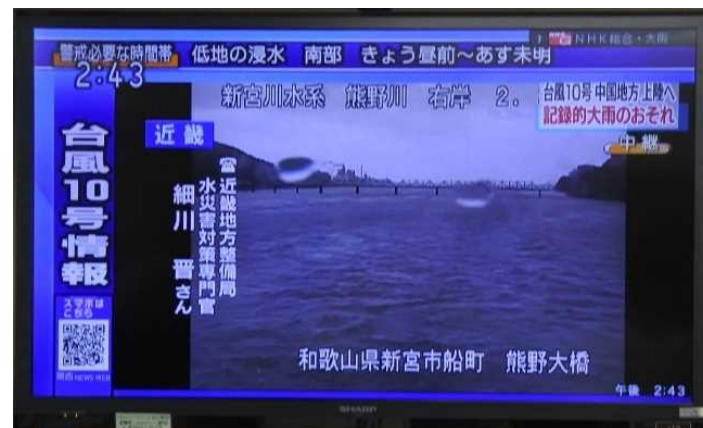 NHK総合・大阪
警戒必要な時間帯 低地の浸水 南部 きょう昼前～あす未明
2:43
新宮川水系 熊野川 右岸 2.
台風10号 中国地方 上陸へ
記録的大雨のおそれ
中継
近畿
台風10号情報
☎近畿地方整備局
水災害対策専門官
細川 晋さん
スマホは
こちら
関西 NEWS WEB
和歌山県新宮市船町 熊野大橋
午後 2:43
SHARP